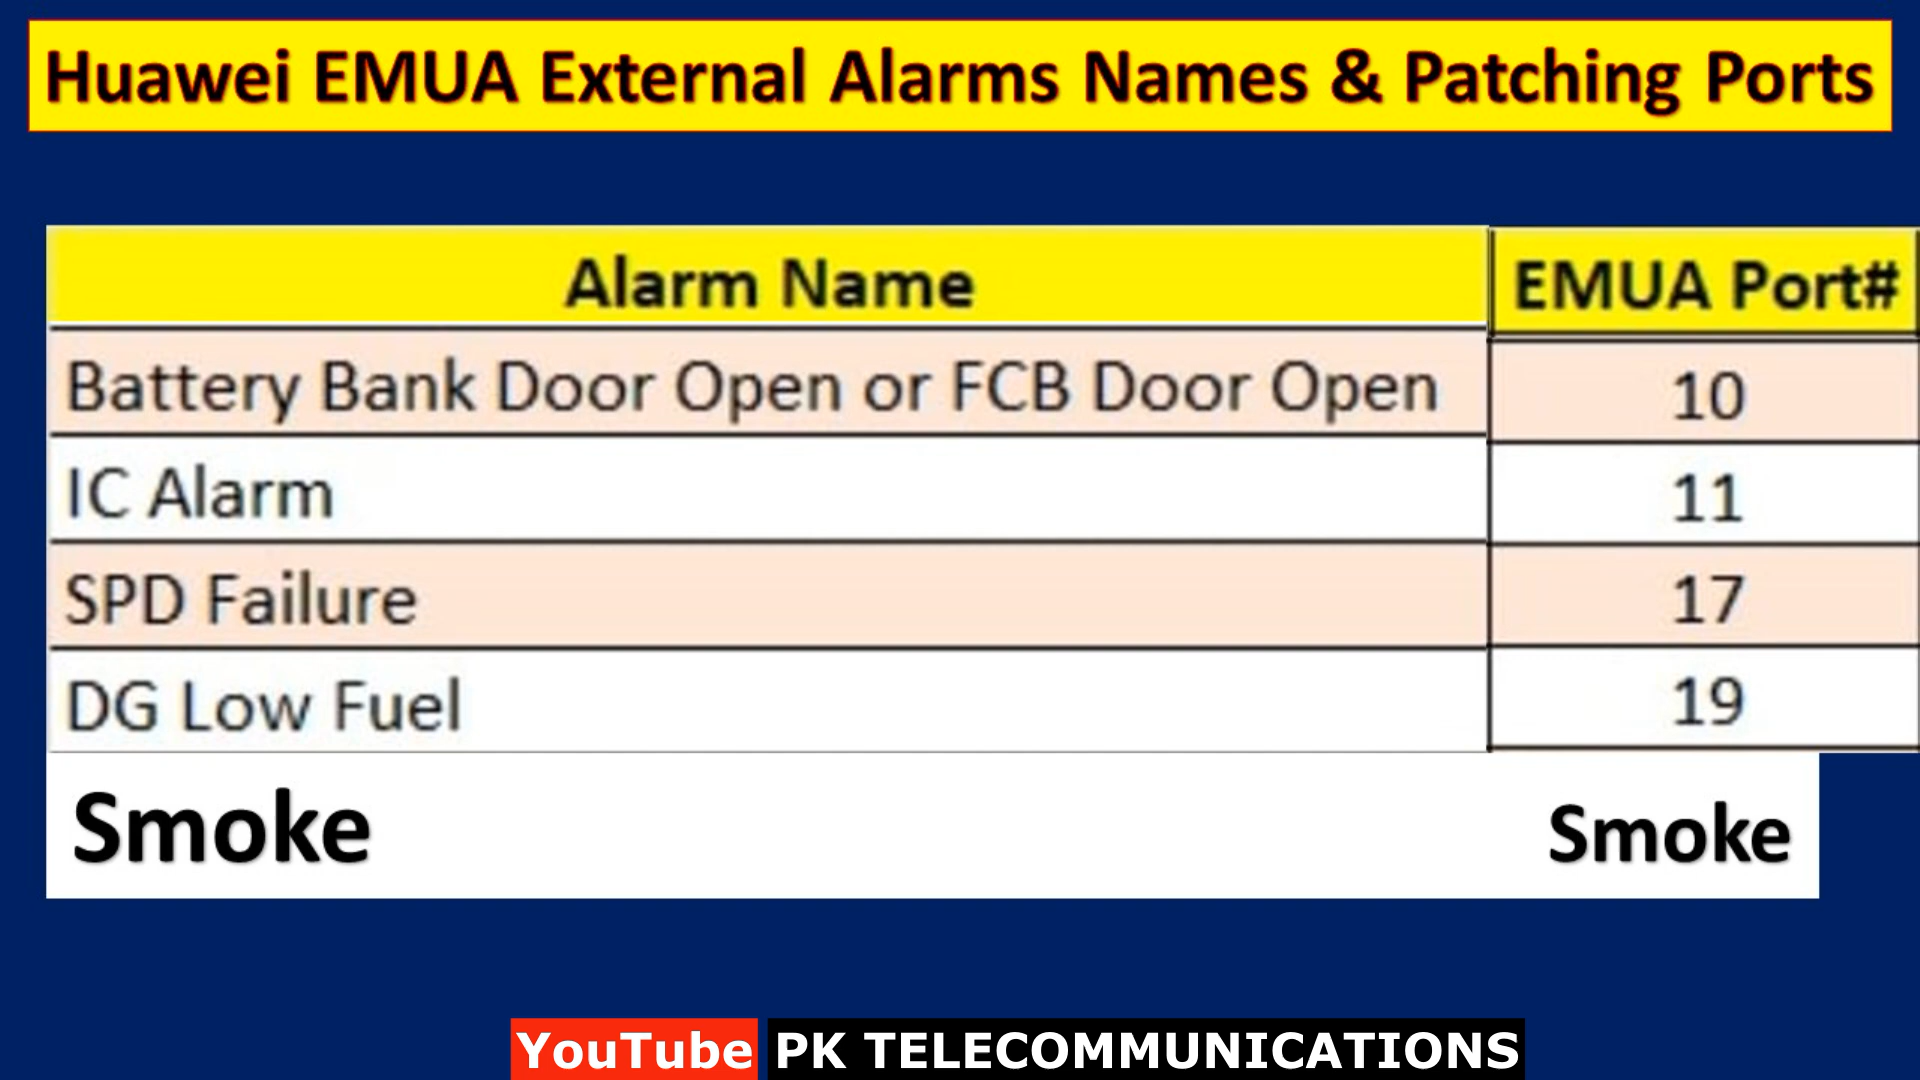 Huawei EMUA External Alarms Names & Patching Ports
Alarm Name EMUA Port#
Battery Bank Door Open or FCB Door Open 10
IC Alarm 11
SPD Failure 17
DG Low Fuel 19
Smoke Smoke
YouTube PK TELECOMMUNICATIONS